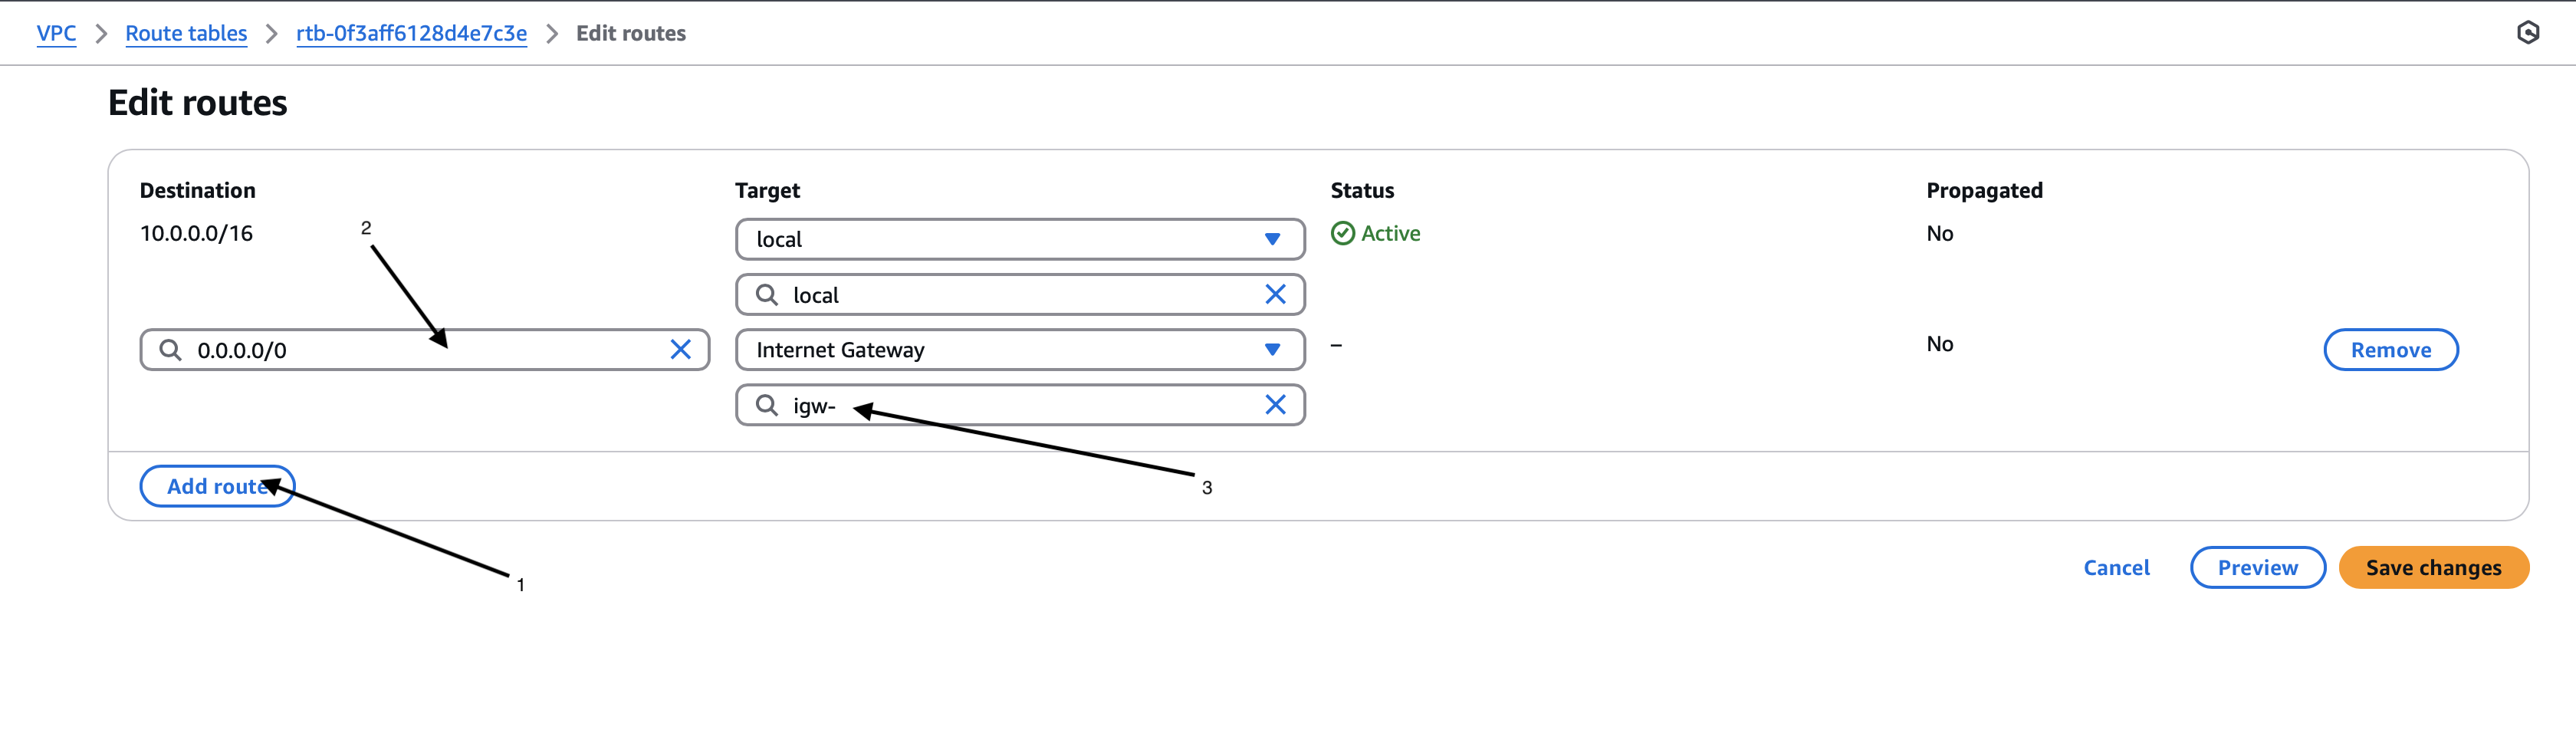 VPC > Route tables > rtb-0f3aff6128d4e7c3e > Edit routes
Edit routes
Destination Target Status Propagated
10.0.0.0/16 2 local Active No
local
0.0.0.0/0 Internet Gateway – No Remove
igw-
Add route 3
1 Cancel Preview Save changes